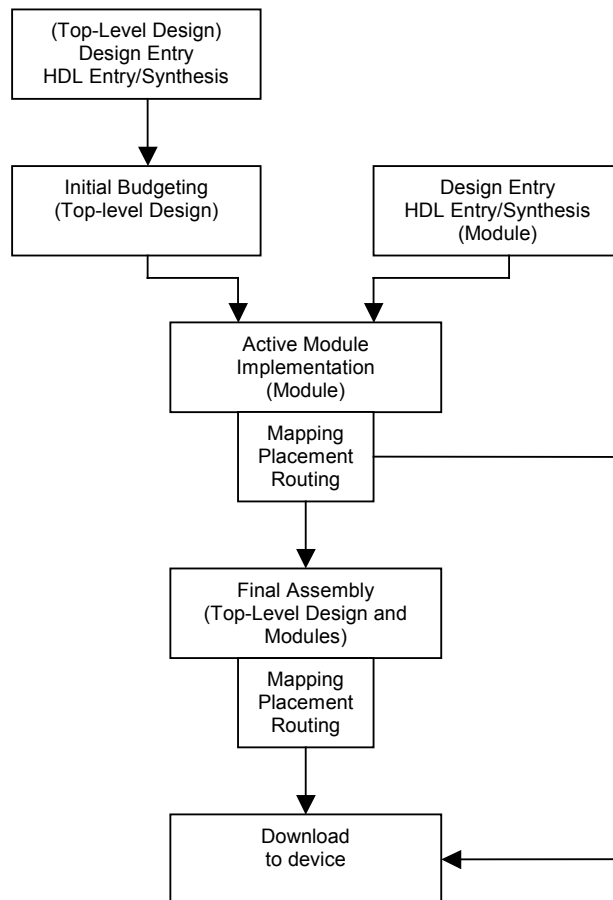 (Top-Level Design)
Design Entry
HDL Entry/Synthesis
Initial Budgeting
(Top-level Design)
Design Entry
HDL Entry/Synthesis
(Module)
Active Module
Implementation
(Module)
Mapping
Placement
Routing
Final Assembly
(Top-Level Design and
Modules)
Mapping
Placement
Routing
Download
to device